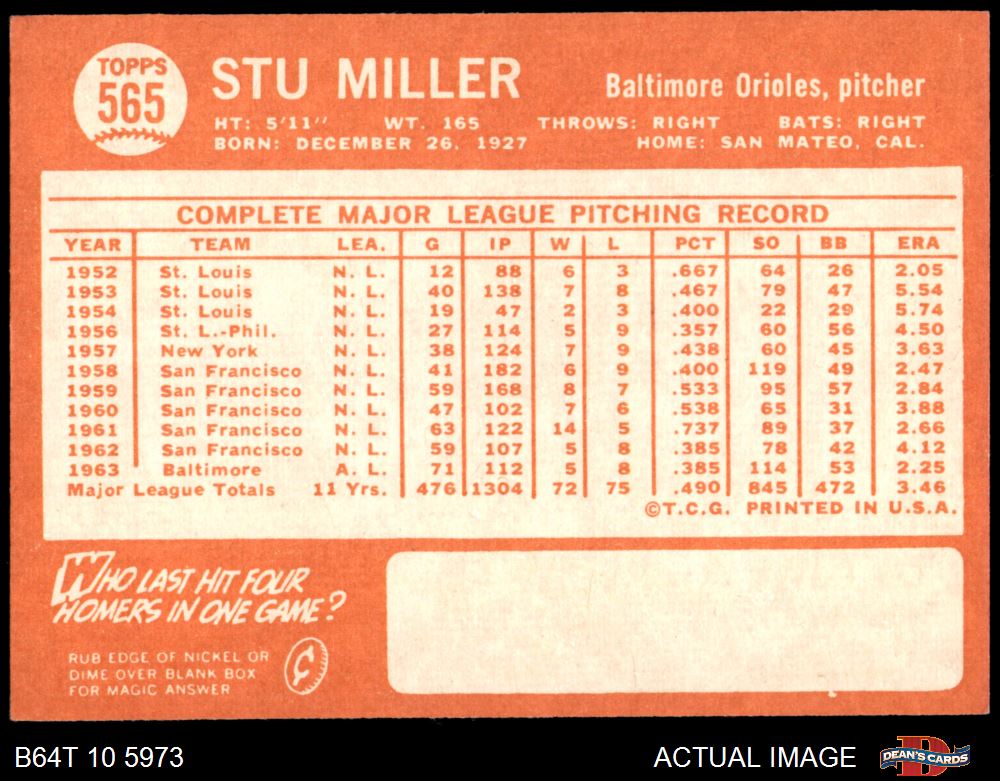 TOPPS
565
STU MILLER
Baltimore Orioles, pitcher
HT: 5'11" WT. 165 THROWS: RIGHT BATS: RIGHT
BORN: DECEMBER 26, 1927 HOME: SAN MATEO, CAL.
COMPLETE MAJOR LEAGUE PITCHING RECORD
YEAR TEAM LEA. G IP W L PCT SO BB ERA
1952 St. Louis N. L. 12 88 6 3 .667 64 26 2.05
1953 St. Louis N. L. 40 138 7 8 .467 79 47 5.54
1954 St. Louis N. L. 19 47 2 3 .400 22 29 5.74
1956 St. L.-Phil. N. L. 27 114 5 9 .357 60 56 4.50
1957 New York N. L. 38 124 7 9 .438 60 45 3.63
1958 San Francisco N. L. 41 182 6 9 .400 119 49 2.47
1959 San Francisco N. L. 59 168 8 7 .533 95 57 2.84
1960 San Francisco N. L. 47 102 7 6 .538 65 31 3.88
1961 San Francisco N. L. 63 122 14 5 .737 89 37 2.66
1962 San Francisco N. L. 59 107 5 8 .385 78 42 4.12
1963 Baltimore A. L. 71 112 5 8 .385 114 53 2.25
Major League Totals 11 Yrs. 476 1304 72 75 .490 845 472 3.46
©T.C.G. PRINTED IN U.S.A.
WHO LAST HIT FOUR
HOMERS IN ONE GAME?
RUB EDGE OF NICKEL OR
DIME OVER BLANK BOX
FOR MAGIC ANSWER
¢
B64T 10 5973 ACTUAL IMAGE
DEAN'S CARDS